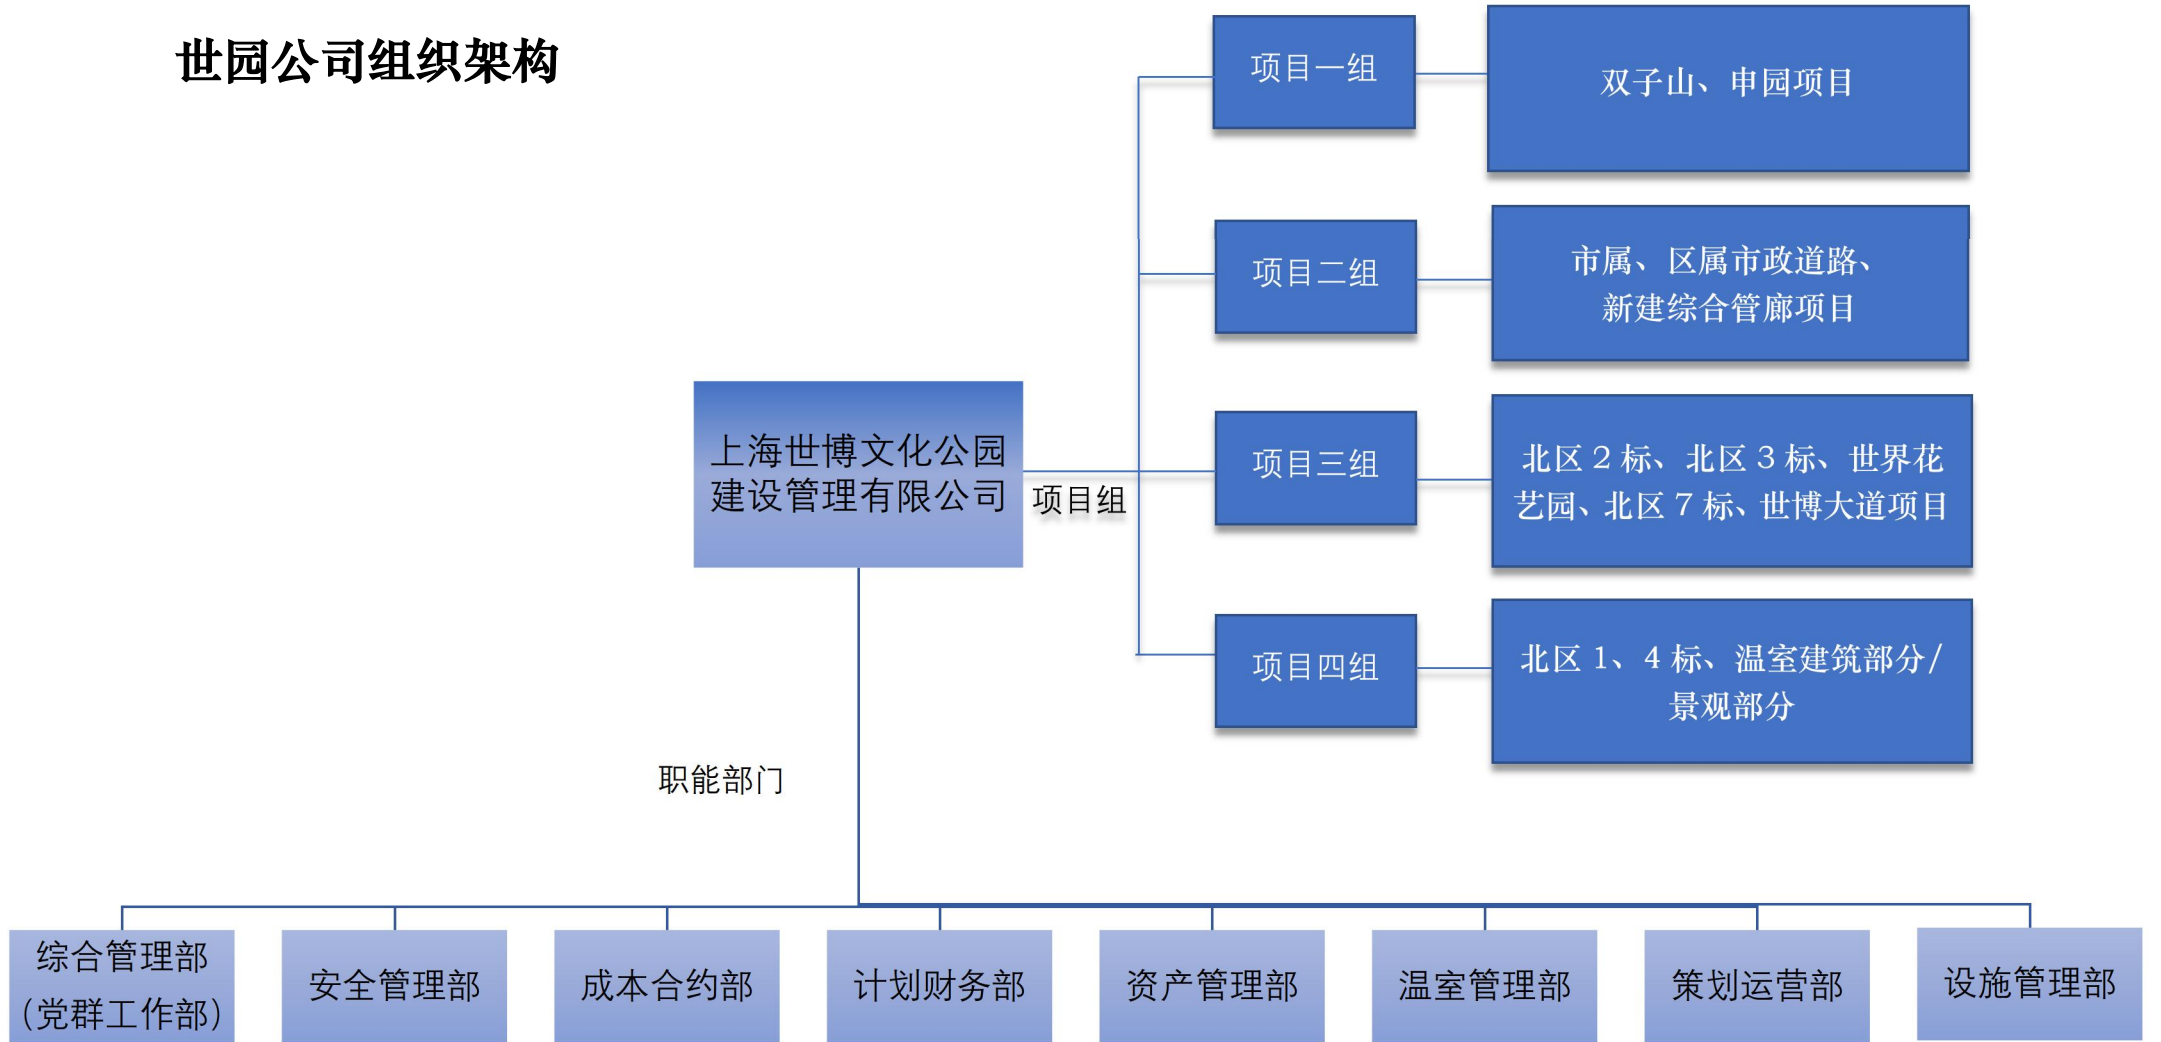 世园公司组织架构
项目一组
双子山、申园项目
项目二组
市属、区属市政道路、
新建综合管廊项目
上海世博文化公园
建设管理有限公司
项目组
项目三组
北区 2 标、北区 3 标、世界花
艺园、北区 7 标、世博大道项目
项目四组
北区 1、4 标、温室建筑部分/
景观部分
职能部门
综合管理部
（党群工作部）
安全管理部
成本合约部
计划财务部
资产管理部
温室管理部
策划运营部
设施管理部